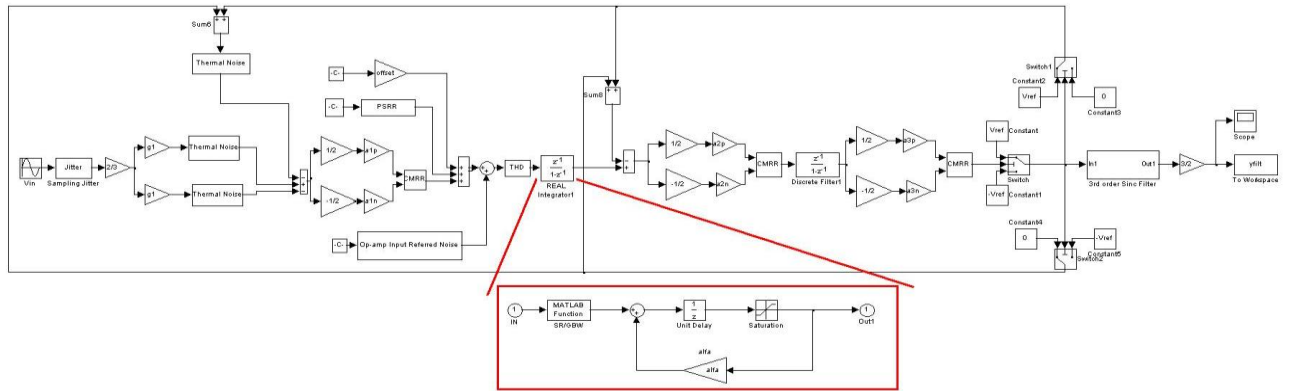 Sum6
+ +
Thermal Noise
-C-
offset
-C-
PSRR
Sum8
+ +
Switch1
Constant2
Vref
0
Constant3
Vin
Jitter
Sampling Jitter
2/3
g1
Thermal Noise
g1
Thermal Noise
1/2
a1p
-1/2
a1n
CMRR
THD
z-1
1-z-1
REAL
Integrator1
1/2
a2p
-1/2
a2n
CMRR
z-1
1-z-1
Discrete Filter1
1/2
a3p
-1/2
a3n
CMRR
Vref
Constant
Switch
-Vref
Constant1
In1
Out1
3rd order Sinc Filter
3/2
Scope
yfilt
To Workspace
-C-
Op-amp Input Referred Noise
Constant4
0
-Vref
Constant5
Switch2
1
IN
MATLAB
Function
SR/GBW
1
z
Unit Delay
Saturation
1
Out1
alfa
alfa